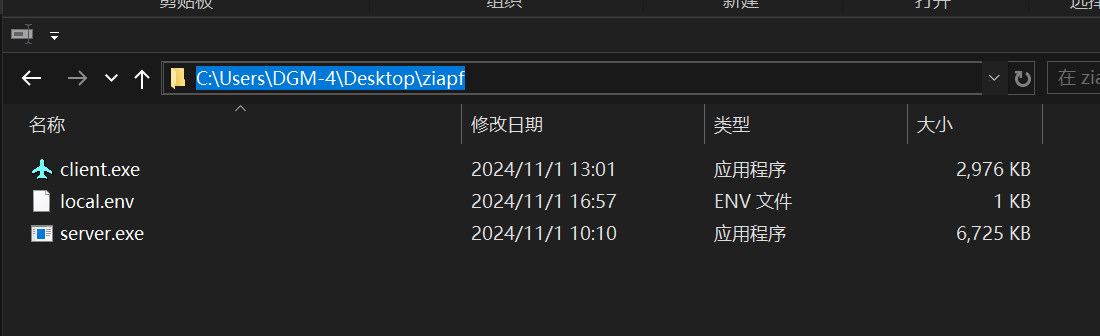 剪贴板 组织 新建 打开 选择
C:\Users\DGM-4\Desktop\ziapf 在 zia
名称 修改日期 类型 大小
client.exe 2024/11/1 13:01 应用程序 2,976 KB
local.env 2024/11/1 16:57 ENV 文件 1 KB
server.exe 2024/11/1 10:10 应用程序 6,725 KB